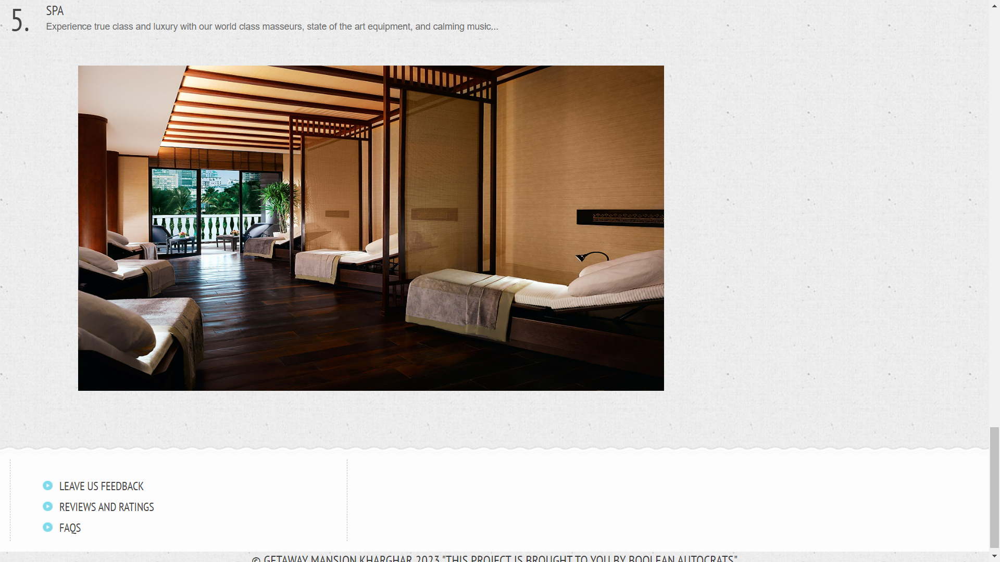 5.
SPA
Experience true class and luxury with our world class masseurs, state of the art equipment, and calming music...
LEAVE US FEEDBACK
REVIEWS AND RATINGS
FAQS
© GETAWAY MANSION KHARGHAR 2023 "THIS PROJECT IS BROUGHT TO YOU BY BOOLEAN AUTOCRATS"